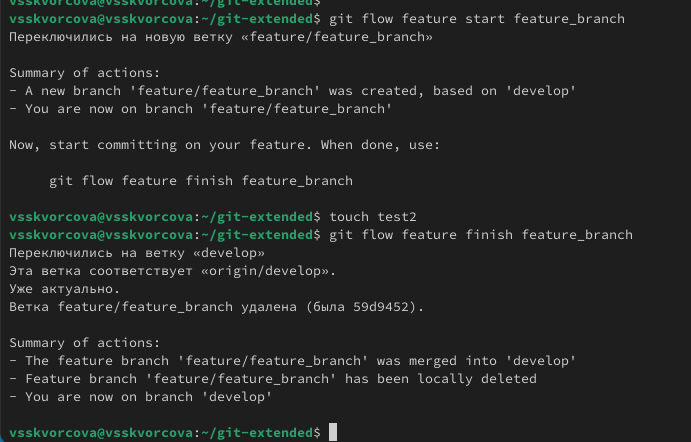 vsskvorcova@vsskvorcova:~/git-extended$
vsskvorcova@vsskvorcova:~/git-extended$ git flow feature start feature_branch
Переключились на новую ветку «feature/feature_branch»
Summary of actions:
- A new branch 'feature/feature_branch' was created, based on 'develop'
- You are now on branch 'feature/feature_branch'
Now, start committing on your feature. When done, use:
git flow feature finish feature_branch
vsskvorcova@vsskvorcova:~/git-extended$ touch test2
vsskvorcova@vsskvorcova:~/git-extended$ git flow feature finish feature_branch
Переключились на ветку «develop»
Эта ветка соответствует «origin/develop».
Уже актуально.
Ветка feature/feature_branch удалена (была 59d9452).
Summary of actions:
- The feature branch 'feature/feature_branch' was merged into 'develop'
- Feature branch 'feature/feature_branch' has been locally deleted
- You are now on branch 'develop'
vsskvorcova@vsskvorcova:~/git-extended$